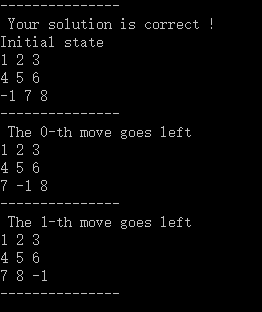 ---------------
Your solution is correct !
Initial state
1 2 3
4 5 6
-1 7 8
---------------
The 0-th move goes left
1 2 3
4 5 6
7 -1 8
---------------
The 1-th move goes left
1 2 3
4 5 6
7 8 -1
---------------